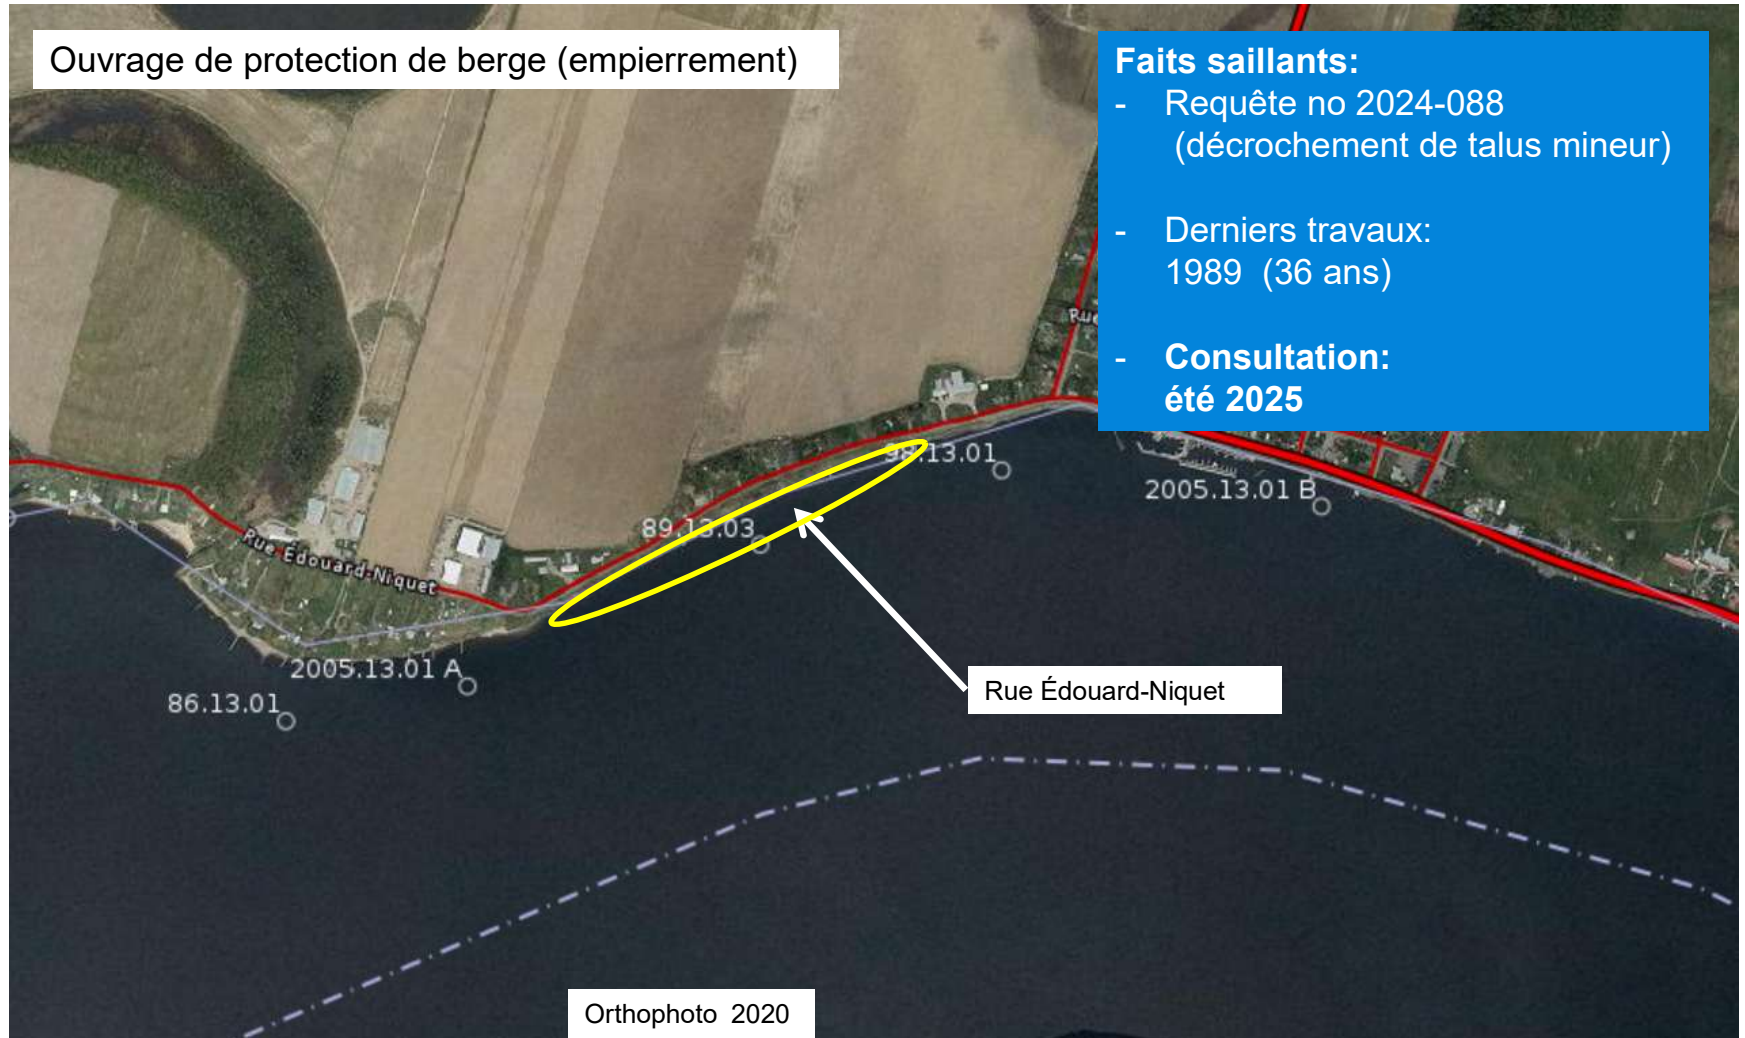 Ouvrage de protection de berge (empierrement)
Faits saillants:
- Requête no 2024-088
(décrochement de talus mineur)
- Derniers travaux:
1989 (36 ans)
- Consultation:
été 2025
Rue
98.13.01
2005.13.01 B
89.13.03
Rue Édouard-Niquet
2005.13.01 A
86.13.01
Rue Édouard-Niquet
Orthophoto 2020